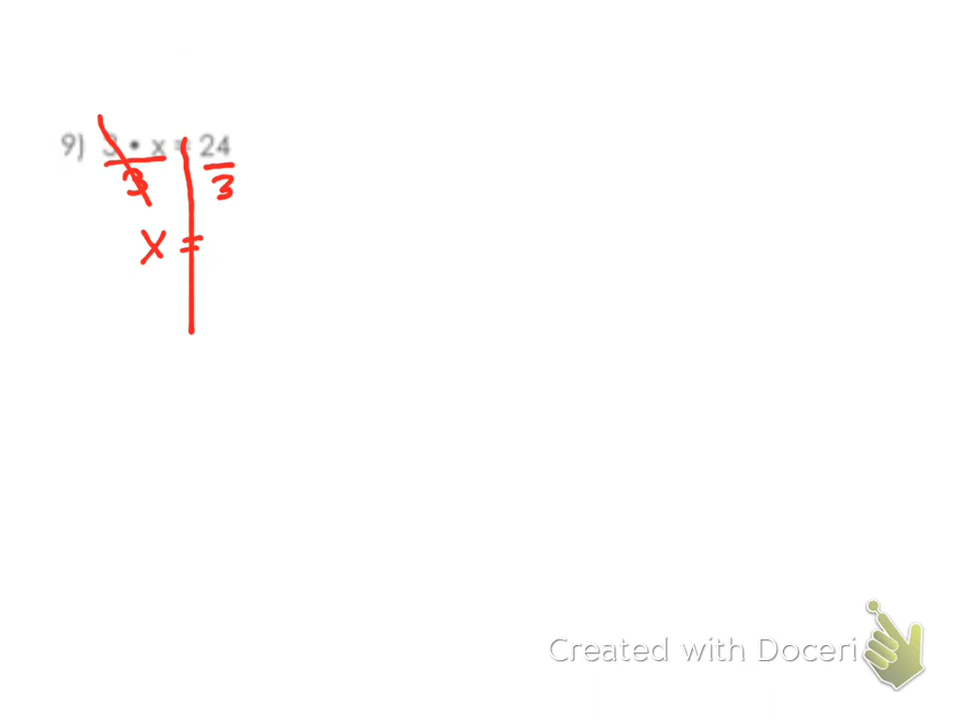 9) 3 • x = 24
3 3
x =
Created with Doceri